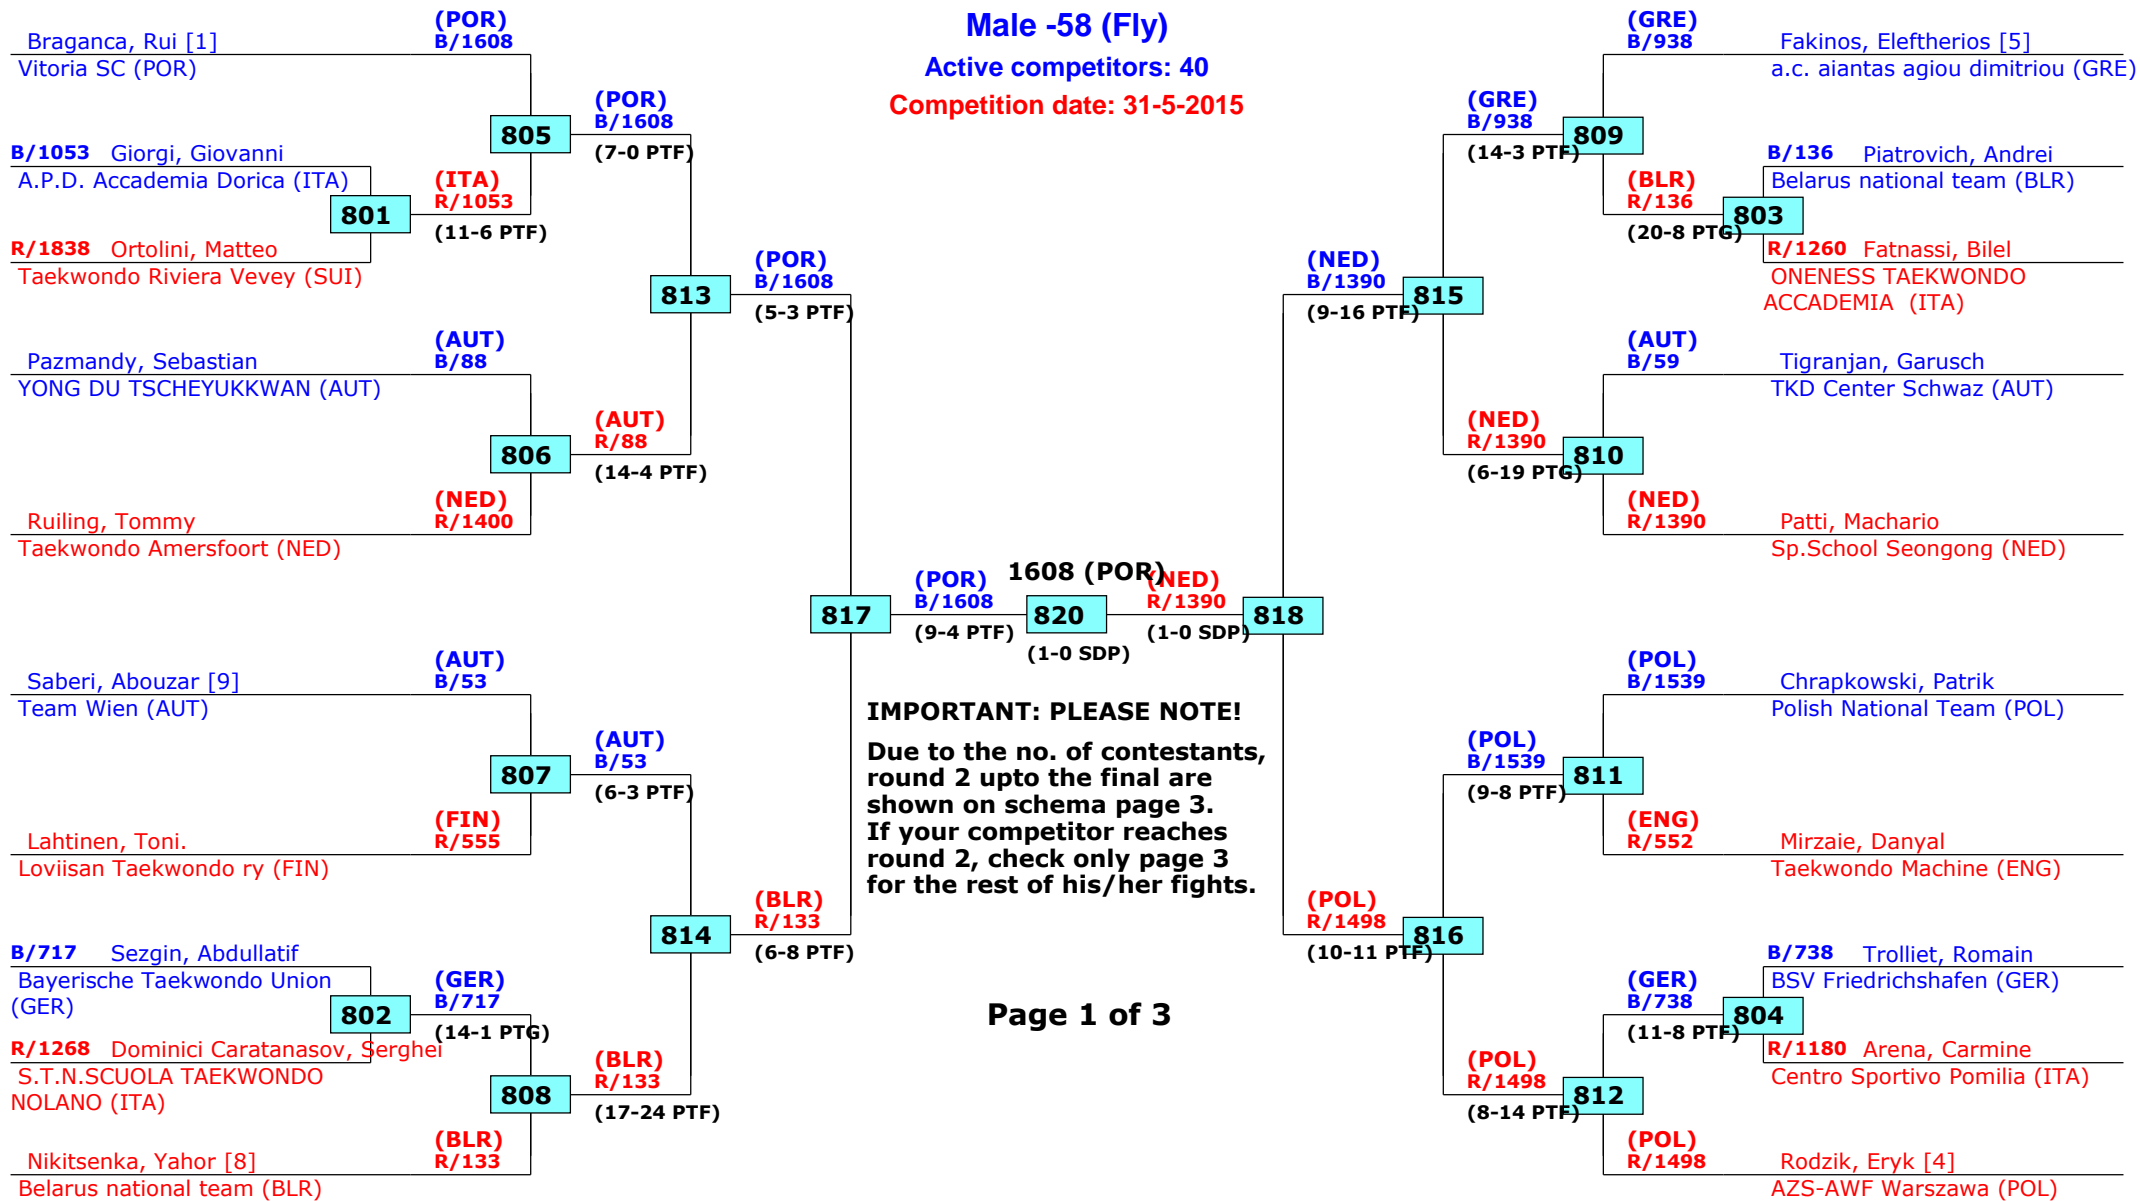 Male -58 (Fly)
Active competitors: 40
Competition date: 31-5-2015
(POR)
B/1608
Braganca, Rui [1]
Vitoria SC (POR)
805
(POR)
B/1608
(7-0 PTF)
B/1053 Giorgi, Giovanni
A.P.D. Accademia Dorica (ITA)
801
(ITA)
R/1053
(11-6 PTF)
R/1838 Ortolini, Matteo
Taekwondo Riviera Vevey (SUI)
813
(POR)
B/1608
(5-3 PTF)
(AUT)
B/88
Pazmandy, Sebastian
YONG DU TSCHEYUKKWAN (AUT)
806
(AUT)
R/88
(14-4 PTF)
(NED)
R/1400
Ruiling, Tommy
Taekwondo Amersfoort (NED)
817
(POR)
B/1608
(9-4 PTF)
1608 (POR)
820
(1-0 SDP)
(NED)
R/1390
(1-0 SDP)
818
(AUT)
B/53
Saberi, Abouzar [9]
Team Wien (AUT)
807
(AUT)
B/53
(6-3 PTF)
(FIN)
R/555
Lahtinen, Toni.
Loviisan Taekwondo ry (FIN)
814
(BLR)
R/133
(6-8 PTF)
B/717 Sezgin, Abdullatif
Bayerische Taekwondo Union
(GER)
802
(GER)
B/717
(14-1 PTG)
R/1268 Dominici Caratanasov, Serghei
S.T.N.SCUOLA TAEKWONDO
NOLANO (ITA)
808
(BLR)
R/133
(17-24 PTF)
(BLR)
R/133
Nikitsenka, Yahor [8]
Belarus national team (BLR)
IMPORTANT: PLEASE NOTE!
Due to the no. of contestants,
round 2 upto the final are
shown on schema page 3.
If your competitor reaches
round 2, check only page 3
for the rest of his/her fights.
Page 1 of 3
(GRE)
B/938
Fakinos, Eleftherios [5]
a.c. aiantas agiou dimitriou (GRE)
(GRE)
B/938
(14-3 PTF)
809
B/136 Piatrovich, Andrei
Belarus national team (BLR)
(BLR)
R/136
(20-8 PTG)
803
R/1260 Fatnassi, Bilel
ONENESS TAEKWONDO
ACCADEMIA (ITA)
(NED)
B/1390
(9-16 PTF)
815
(AUT)
B/59
Tigranjan, Garusch
TKD Center Schwaz (AUT)
(NED)
R/1390
(6-19 PTG)
810
(NED)
R/1390
Patti, Machario
Sp.School Seongong (NED)
(POL)
B/1539
Chrapkowski, Patrik
Polish National Team (POL)
(POL)
B/1539
(9-8 PTF)
811
(ENG)
R/552
Mirzaie, Danyal
Taekwondo Machine (ENG)
(POL)
R/1498
(10-11 PTF)
816
B/738 Trolliet, Romain
BSV Friedrichshafen (GER)
(GER)
B/738
(11-8 PTF)
804
R/1180 Arena, Carmine
Centro Sportivo Pomilia (ITA)
(POL)
R/1498
(8-14 PTF)
812
(POL)
R/1498
Rodzik, Eryk [4]
AZS-AWF Warszawa (POL)